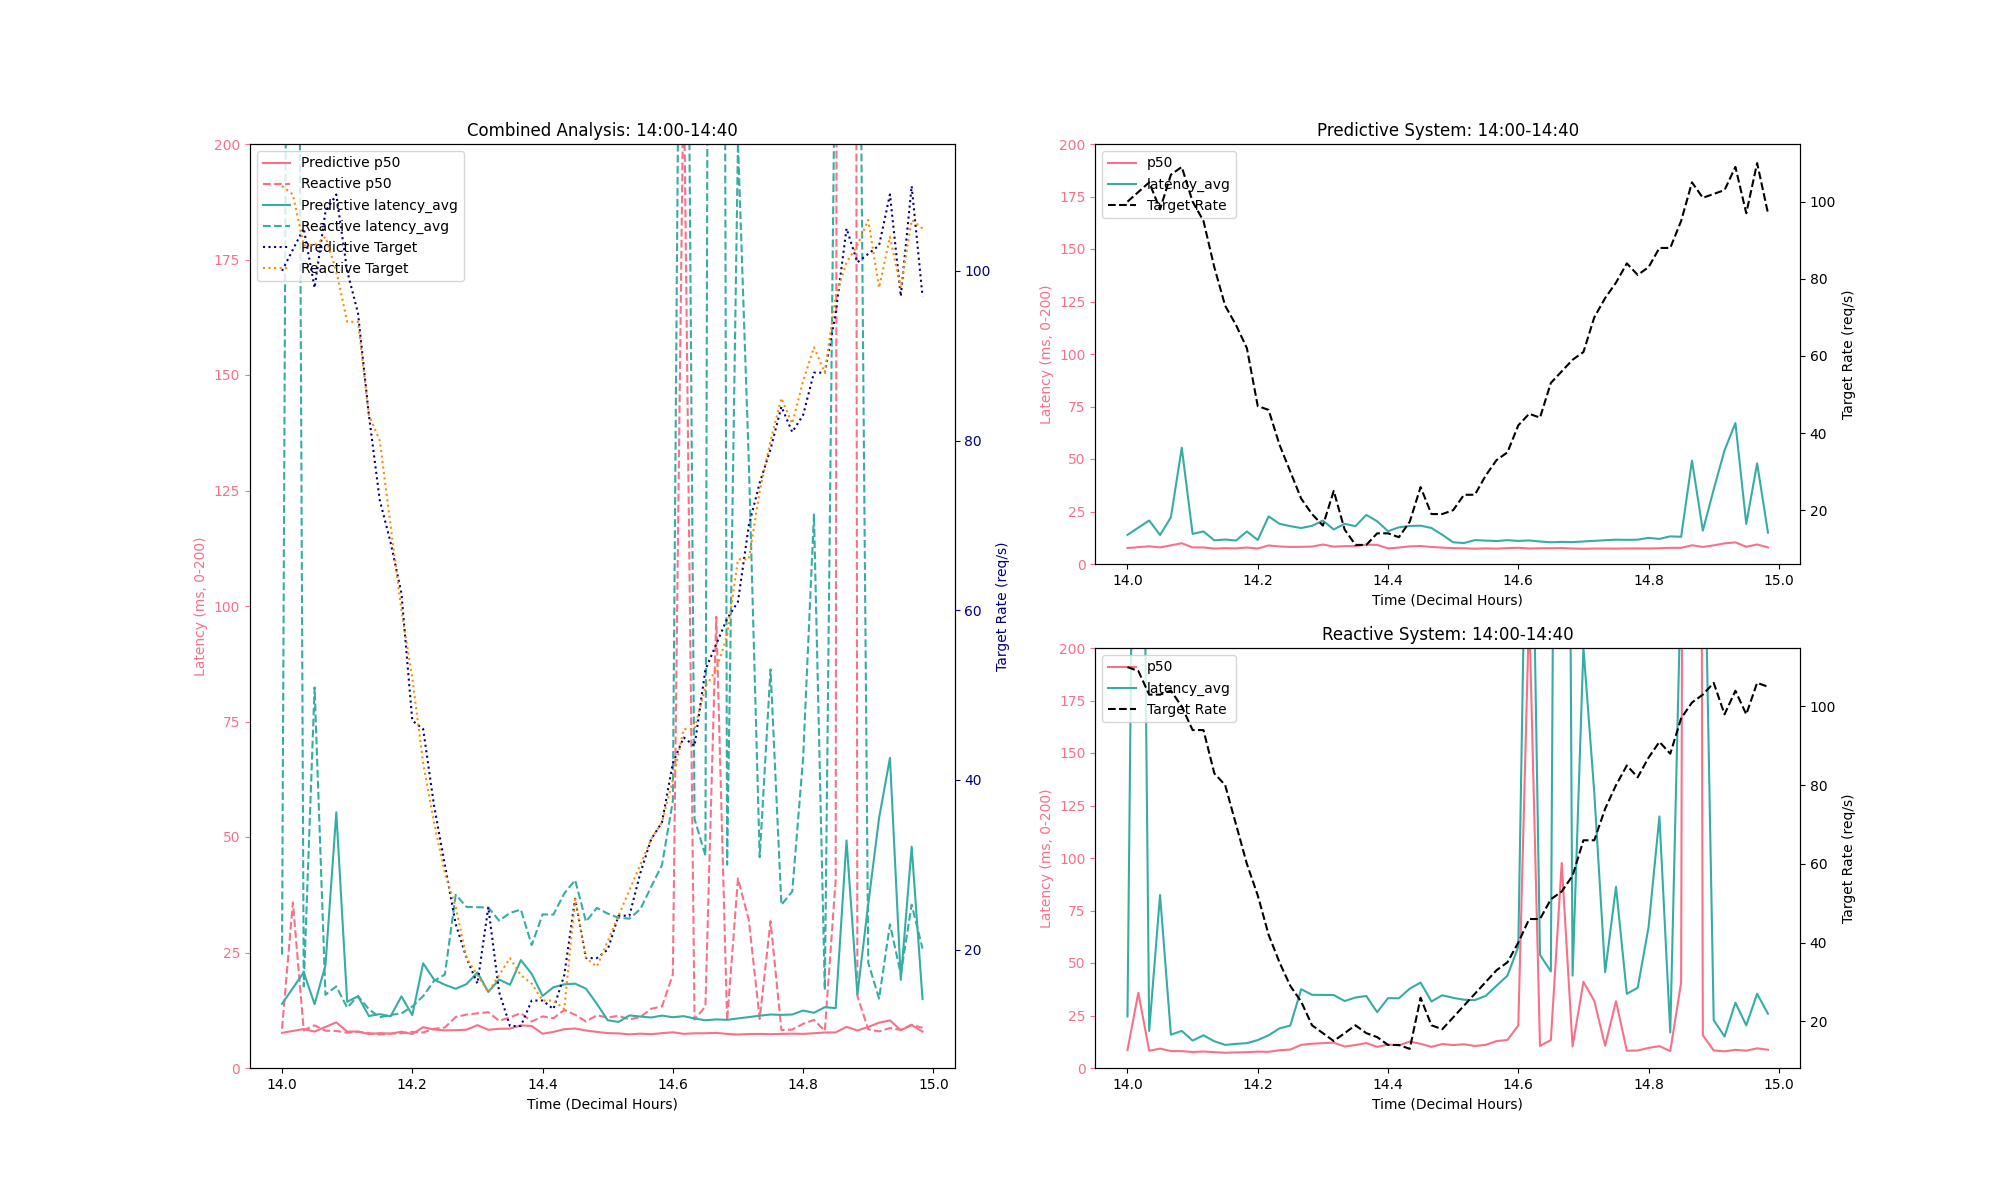 Combined Analysis: 14:00-14:40
200
175
150
125
100
75
50
25
0
Latency (ms, 0-200)
Predictive p50
Reactive p50
Predictive latency_avg
Reactive latency_avg
Predictive Target
Reactive Target
100
80
60
40
20
Target Rate (req/s)
14.0 14.2 14.4 14.6 14.8 15.0
Time (Decimal Hours)
Predictive System: 14:00-14:40
200
175
150
125
100
75
50
25
0
Latency (ms, 0-200)
p50
latency_avg
Target Rate
100
80
60
40
20
Target Rate (req/s)
14.0 14.2 14.4 14.6 14.8 15.0
Time (Decimal Hours)
Reactive System: 14:00-14:40
200
175
150
125
100
75
50
25
0
Latency (ms, 0-200)
p50
latency_avg
Target Rate
100
80
60
40
20
Target Rate (req/s)
14.0 14.2 14.4 14.6 14.8 15.0
Time (Decimal Hours)